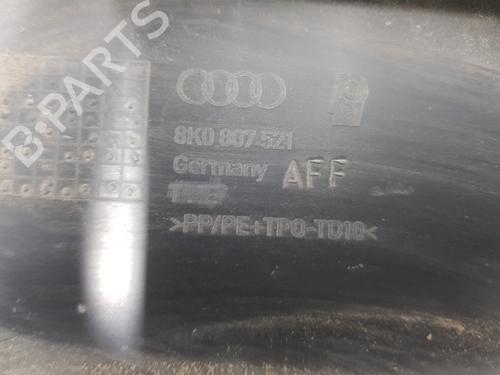 B-PARTS
8K0 807 521
Germany AFF
>PP/PE+TPO-TD10<